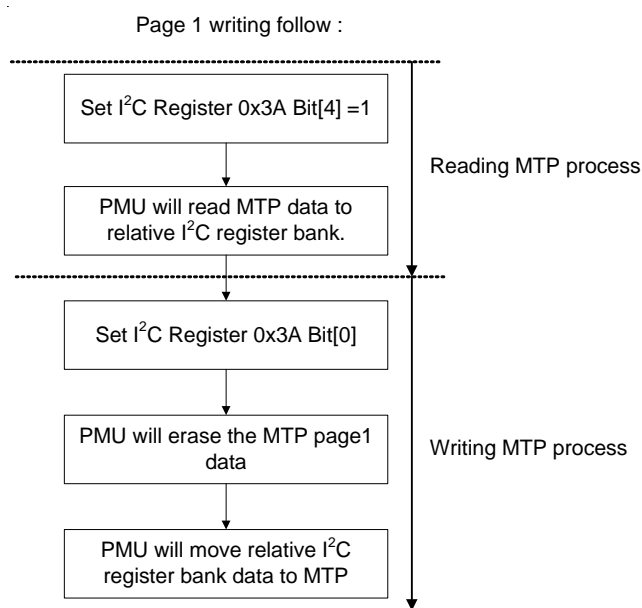 Page 1 writing follow :
Set I²C Register 0x3A Bit[4] =1
Reading MTP process
PMU will read MTP data to
relative I²C register bank.
Set I²C Register 0x3A Bit[0]
PMU will erase the MTP page1
data
Writing MTP process
PMU will move relative I²C
register bank data to MTP